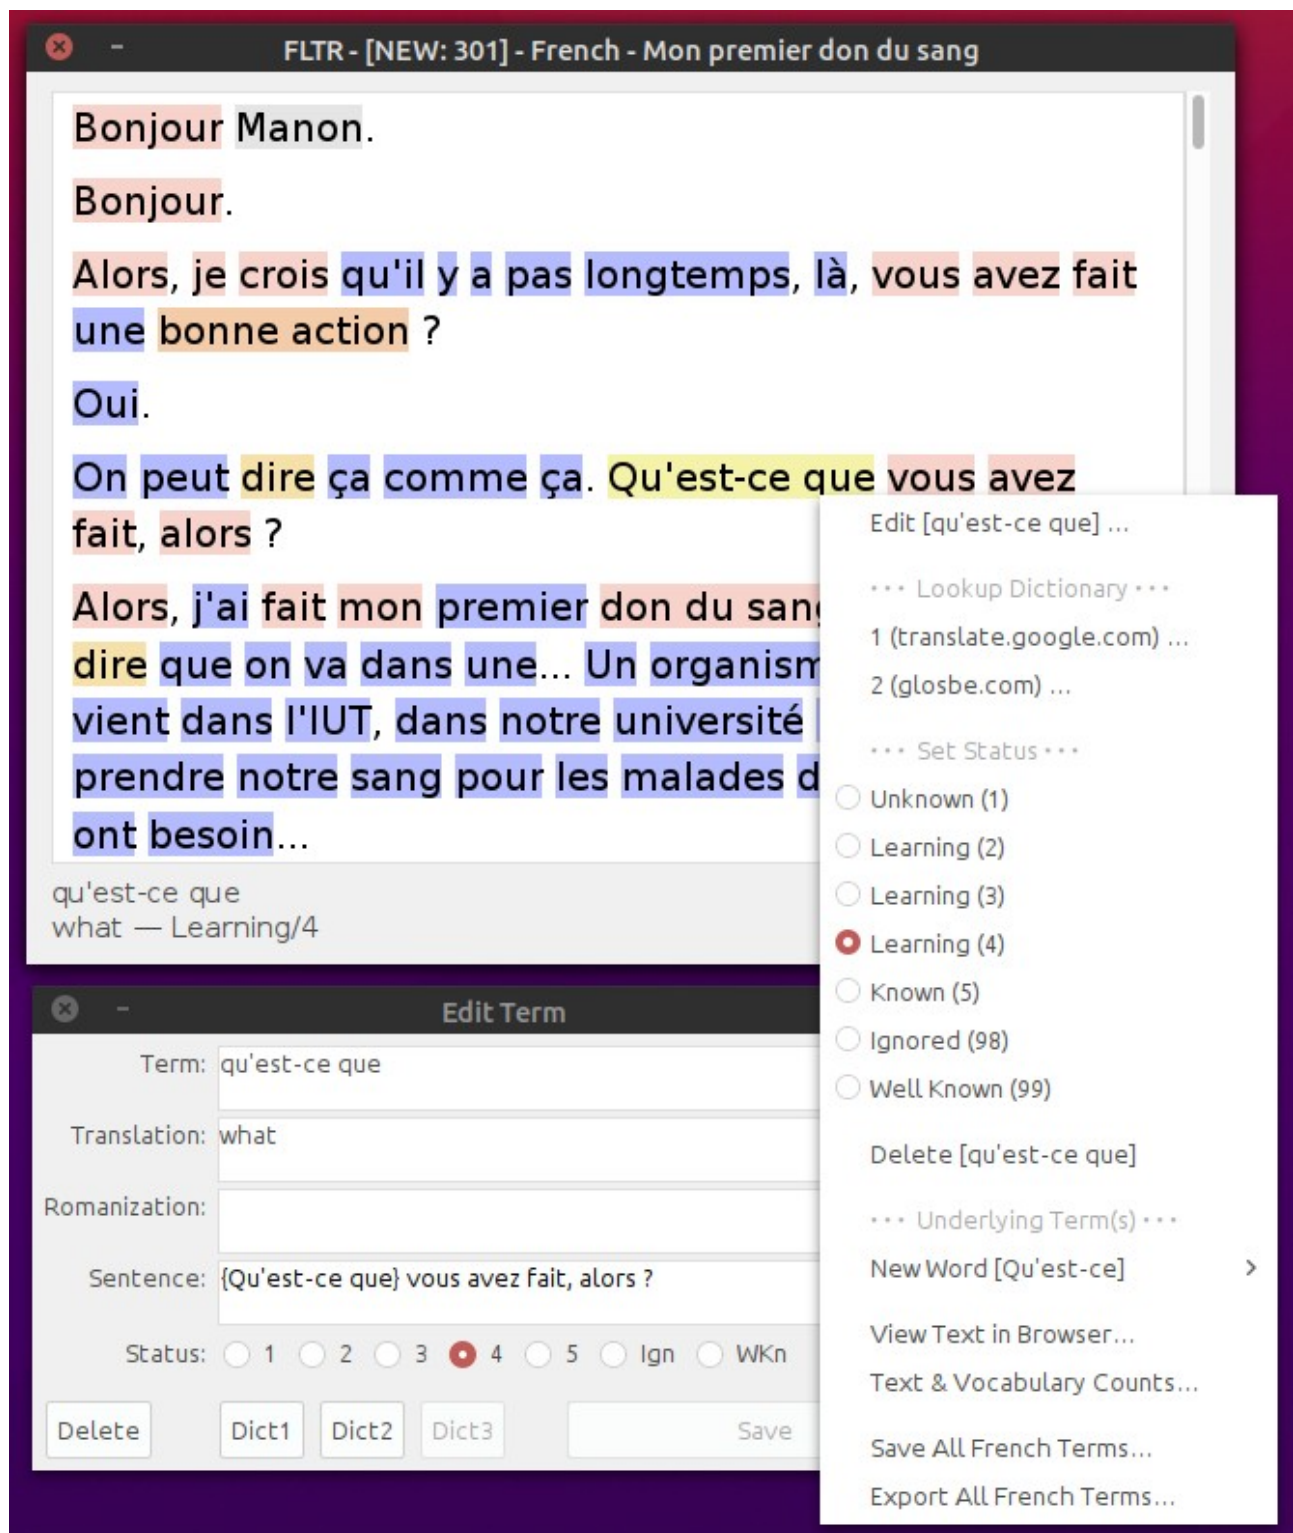 FLTR - [NEW: 301] - French - Mon premier don du sang
Bonjour Manon.
Bonjour.
Alors, je crois qu'il y a pas longtemps, là, vous avez fait
une bonne action ?
Oui.
On peut dire ça comme ça. Qu'est-ce que vous avez
fait, alors ?
Alors, j'ai fait mon premier don du sang
dire que on va dans une... Un
vient dans l'IUT, dans notre université
prendre notre sang pour les malades
ont besoin...
qu'est-ce que
what — Learning/4
Edit [qu'est-ce que] ...
••• Lookup Dictionary •••
1 (translate.google.com) ...
2 (glosbe.com) ...
••• Set Status •••
Unknown (1)
Learning (2)
Learning (3)
Learning (4)
Known (5)
Ignored (98)
Well Known (99)
Delete [qu'est-ce que]
••• Underlying Term(s) •••
New Word [Qu'est-ce] >
View Text in Browser...
Text & Vocabulary Counts...
Save All French Terms...
Export All French Terms...
Edit Term
Term: qu'est-ce que
Translation: what
Romanization:
Sentence: {Qu'est-ce que} vous avez fait, alors ?
Status: 1 2 3 4 5 Ign WKn
Delete Dict1 Dict2 Dict3 Save